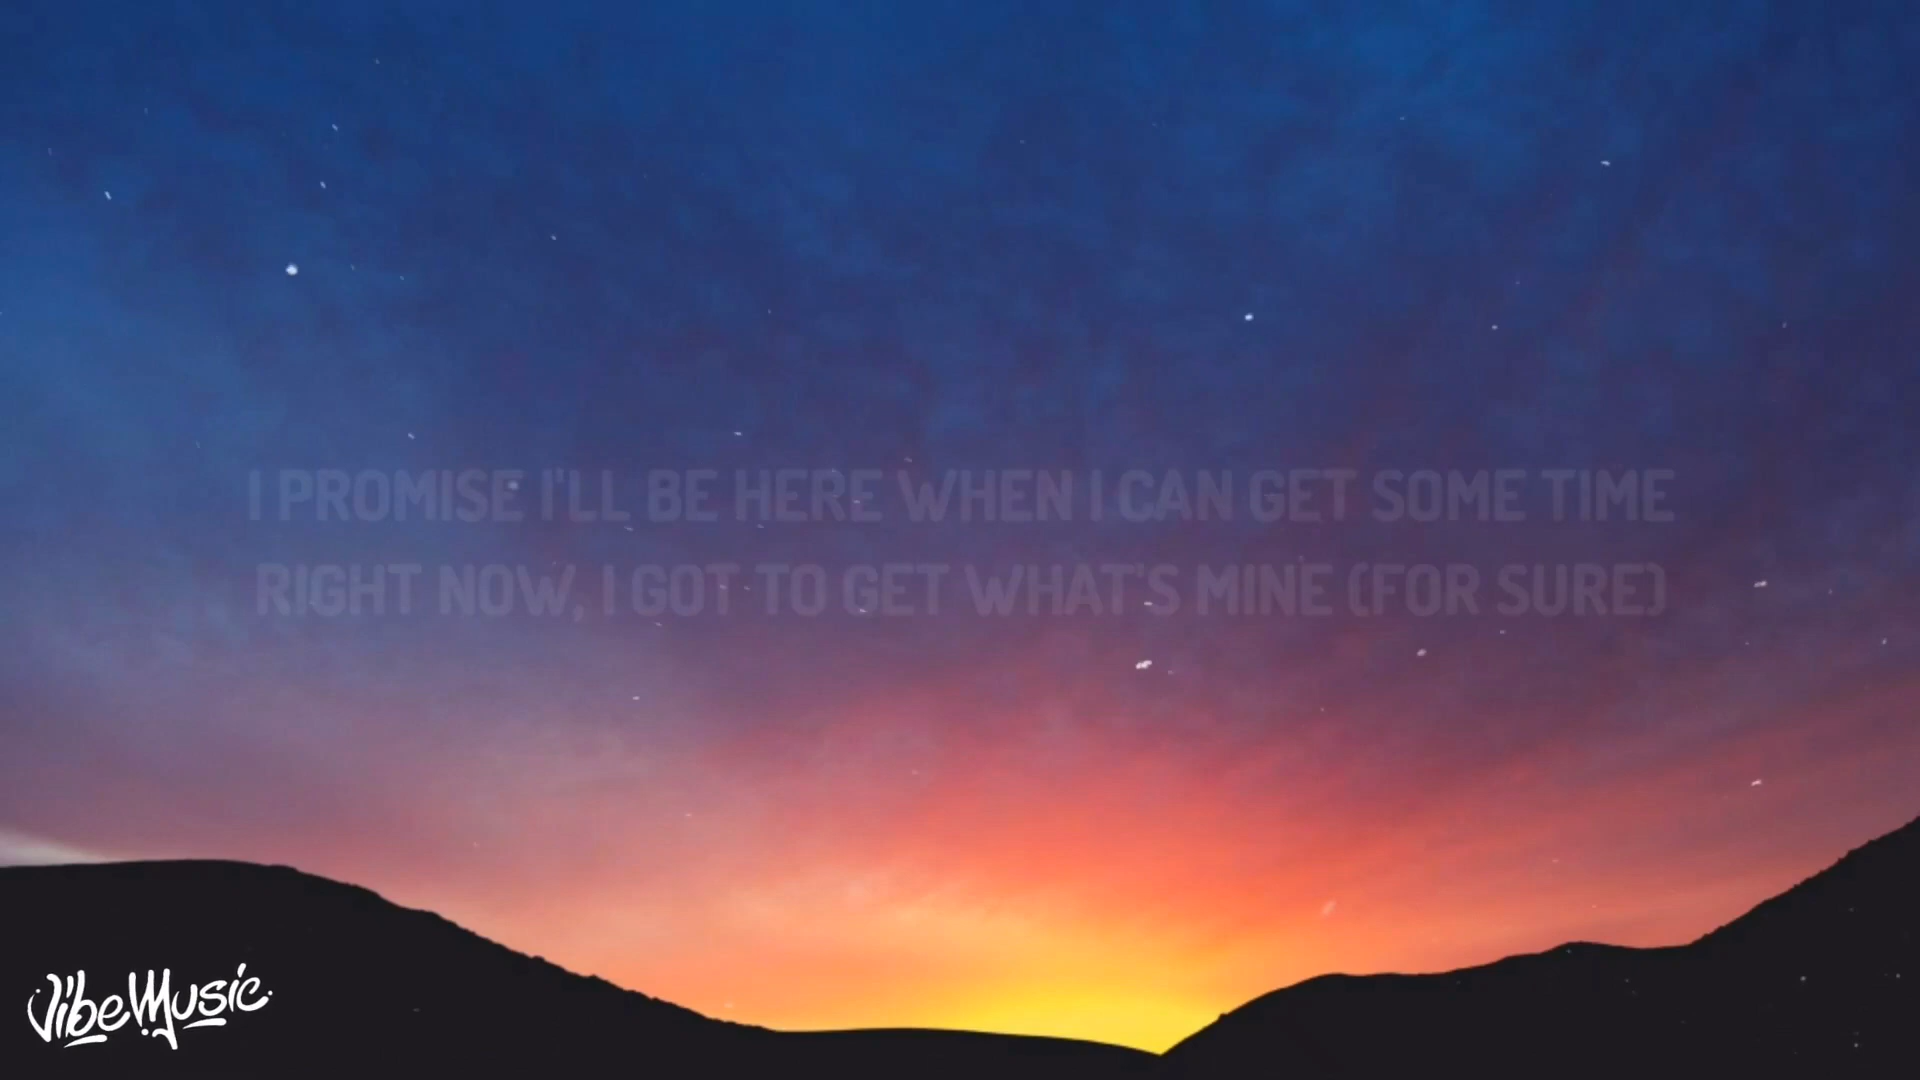 I PROMISE I'LL BE HERE WHEN I CAN GET SOME TIME
RIGHT NOW, I GOT TO GET WHAT'S MINE (FOR SURE)
VibeMusic